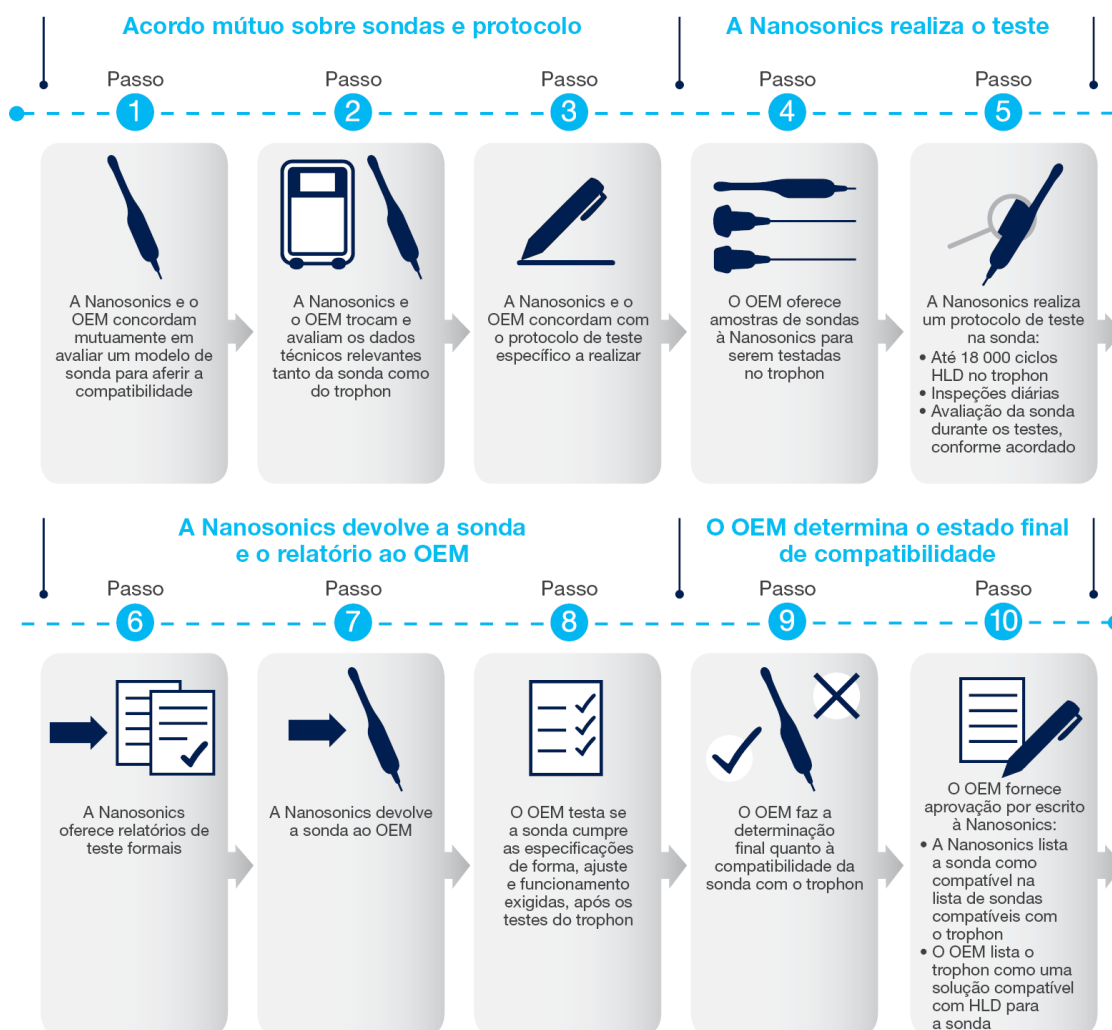 Acordo mútuo sobre sondas e protocolo
A Nanosonics realiza o teste
Passo
1
Passo
2
Passo
3
Passo
4
Passo
5
A Nanosonics e o
OEM concordam
mutuamente em
avaliar um modelo de
sonda para aferir a
compatibilidade
A Nanosonics e
o OEM trocam e
avaliam os dados
técnicos relevantes
tanto da sonda como
do trophon
A Nanosonics e o
OEM concordam com
o protocolo de teste
específico a realizar
O OEM oferece
amostras de sondas
à Nanosonics para
serem testadas
no trophon
A Nanosonics realiza
um protocolo de teste
na sonda:
• Até 18 000 ciclos
HLD no trophon
• Inspeções diárias
• Avaliação da sonda
durante os testes,
conforme acordado
A Nanosonics devolve a sonda
e o relatório ao OEM
O OEM determina o estado final
de compatibilidade
Passo
6
Passo
7
Passo
8
Passo
9
Passo
10
A Nanosonics
oferece relatórios de
teste formais
A Nanosonics devolve
a sonda ao OEM
O OEM testa se
a sonda cumpre
as especificações
de forma, ajuste
e funcionamento
exigidas, após os
testes do trophon
O OEM faz a
determinação
final quanto à
compatibilidade da
sonda com o trophon
O OEM fornece
aprovação por escrito
à Nanosonics:
• A Nanosonics lista
a sonda como
compatível na
lista de sondas
compatíveis com
o trophon
• O OEM lista o
trophon como uma
solução compatível
com HLD para
a sonda